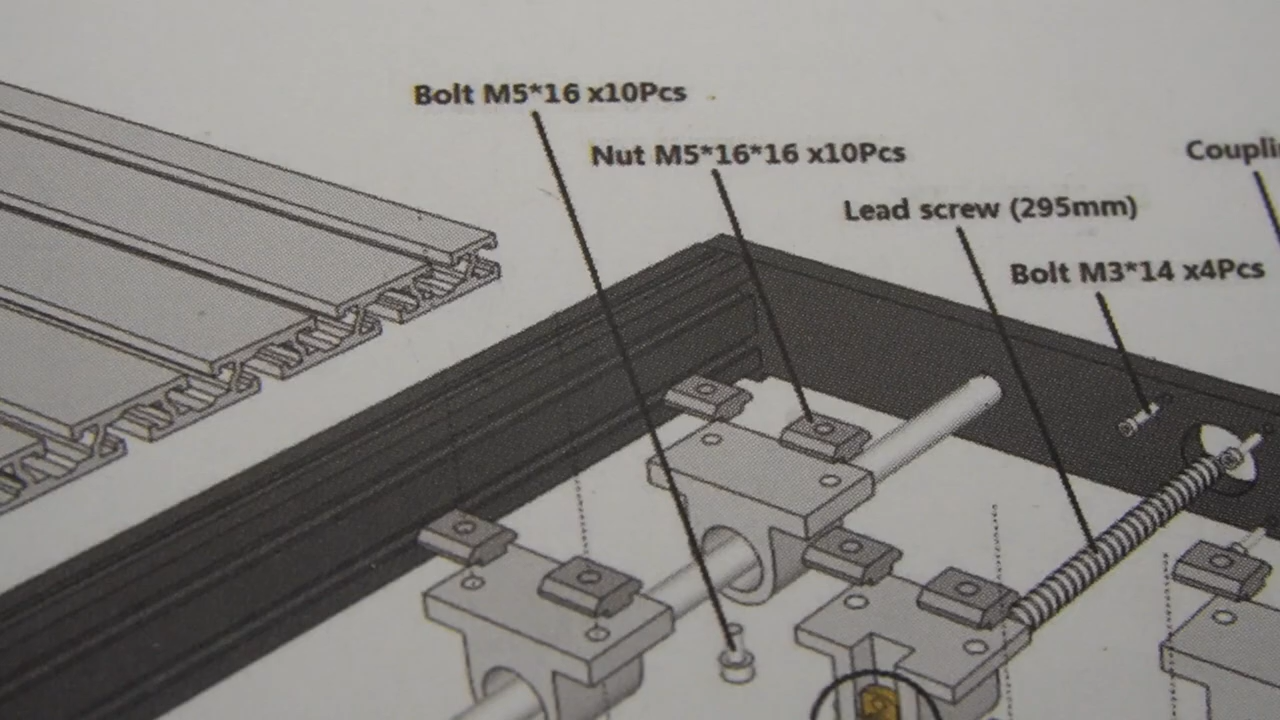 Bolt M5*16 x10Pcs
Nut M5*16*16 x10Pcs
Lead screw (295mm)
Bolt M3*14 x4Pcs